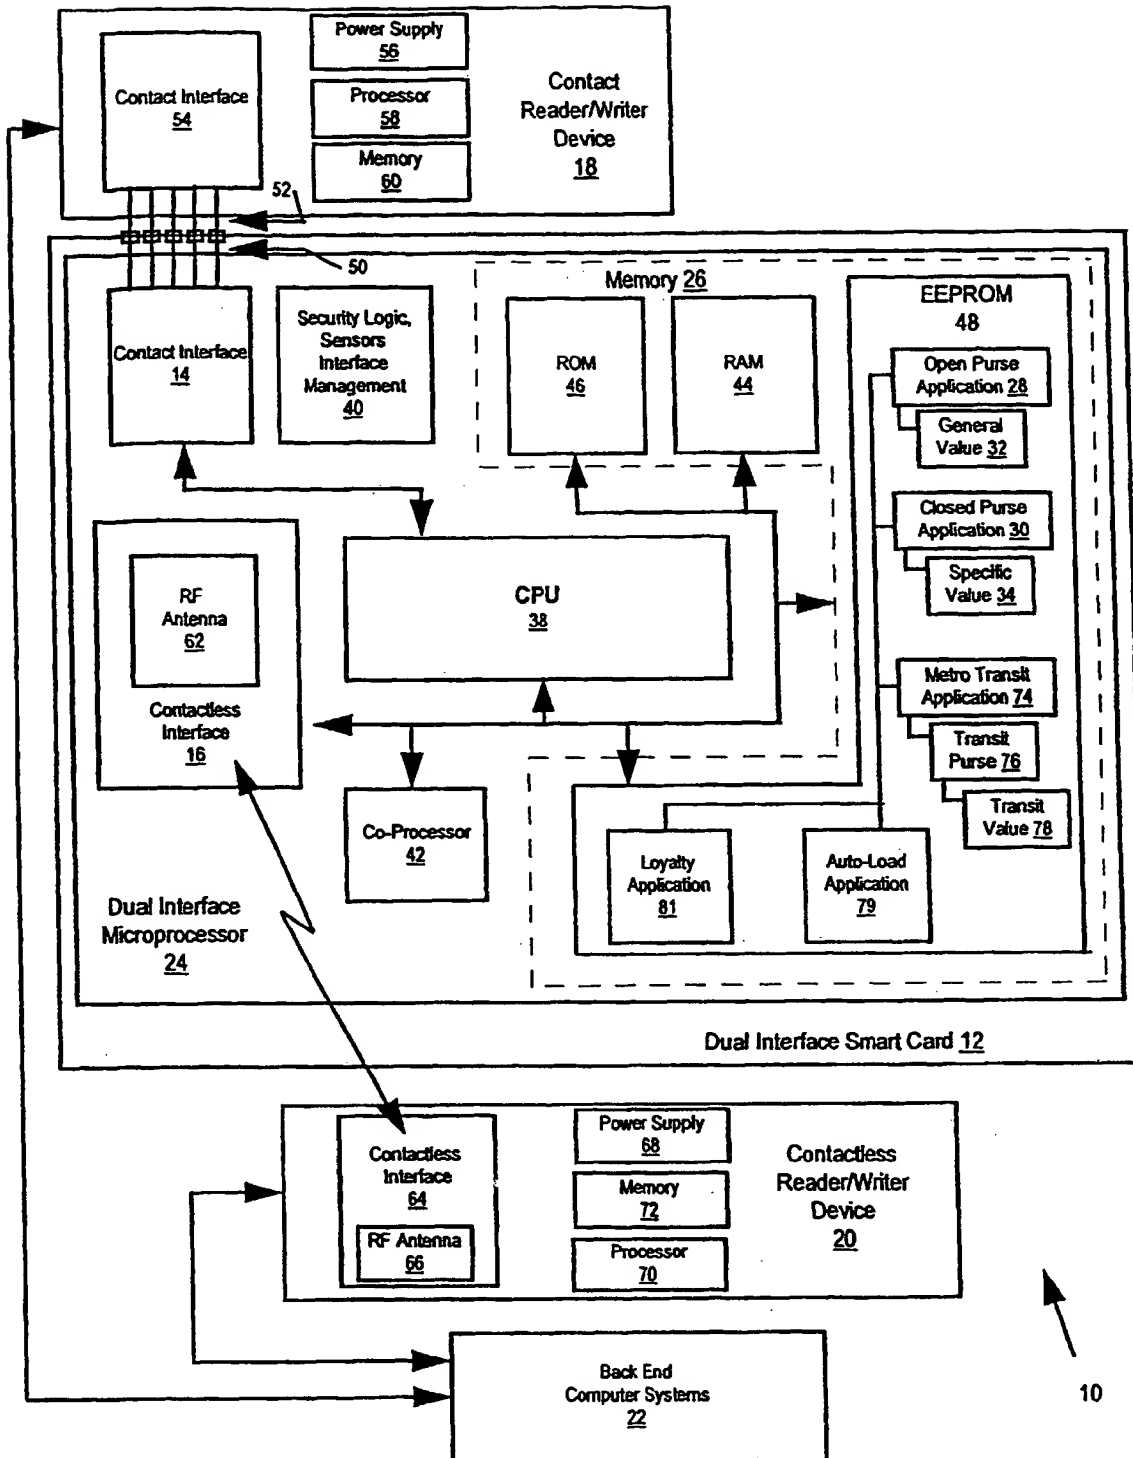 Power Supply
56
Contact Interface
54
Processor
58
Memory
60
Contact
Reader/Writer
Device
18
52
50
Contact Interface
14
Security Logic,
Sensors
Interface
Management
40
Memory 26
ROM
46
RAM
44
EEPROM
48
Open Purse
Application 28
General
Value 32
Closed Purse
Application 30
Specific
Value 34
Metro Transit
Application 74
Transit
Purse 76
Transit
Value 78
CPU
38
RF
Antenna
62
Contactless
Interface
16
Co-Processor
42
Loyalty
Application
81
Auto-Load
Application
79
Dual Interface
Microprocessor
24
Dual Interface Smart Card 12
Contactless
Interface
64
RF Antenna
66
Power Supply
68
Memory
72
Processor
70
Contactless
Reader/Writer
Device
20
Back End
Computer Systems
22
10